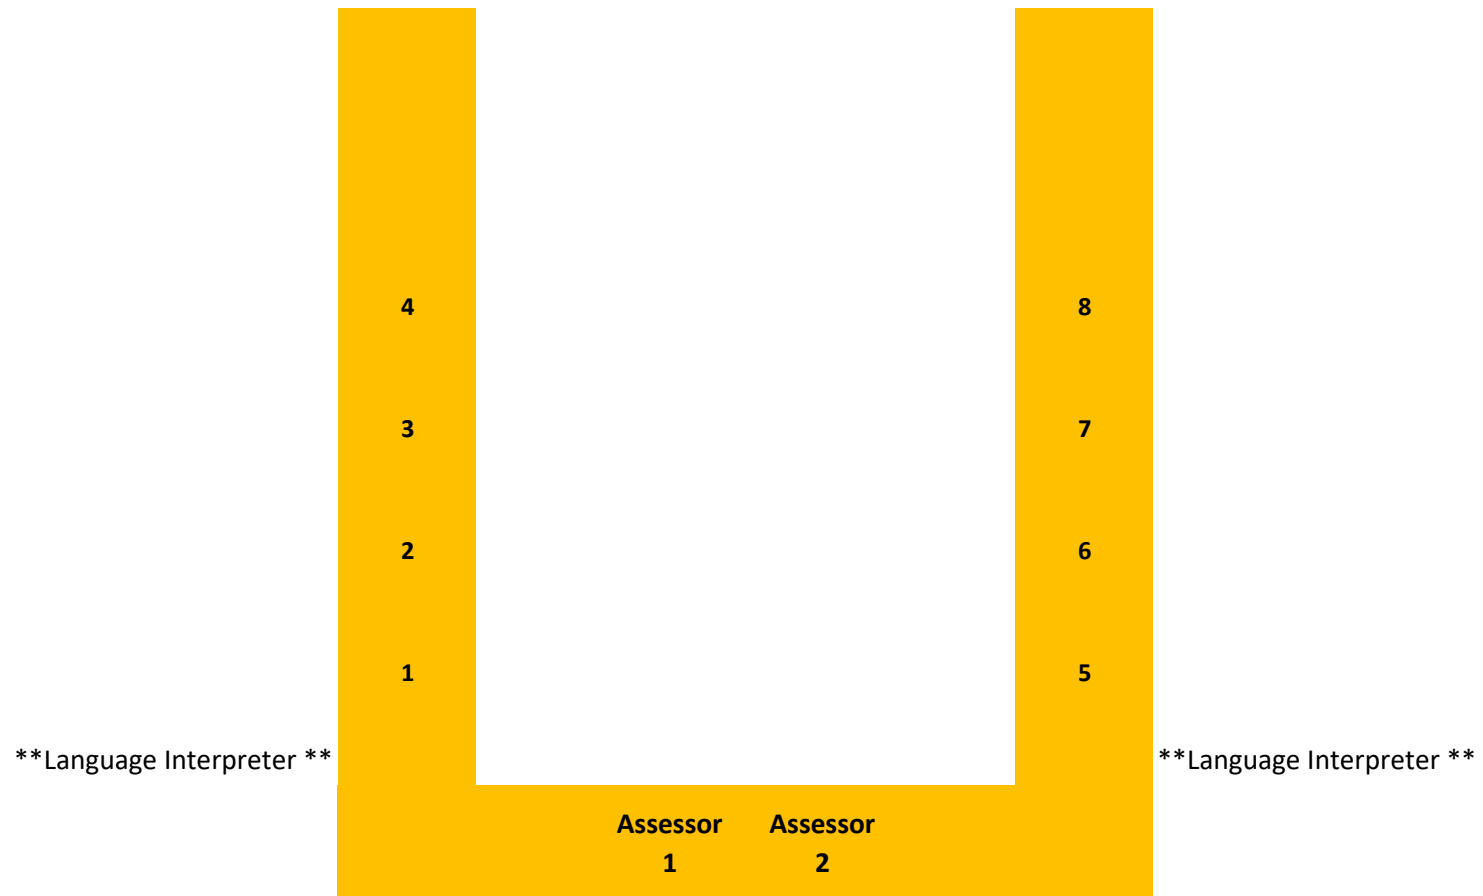 4 8
3 7
2 6
1 5
**Language Interpreter ** **Language Interpreter **
Assessor Assessor
1 2